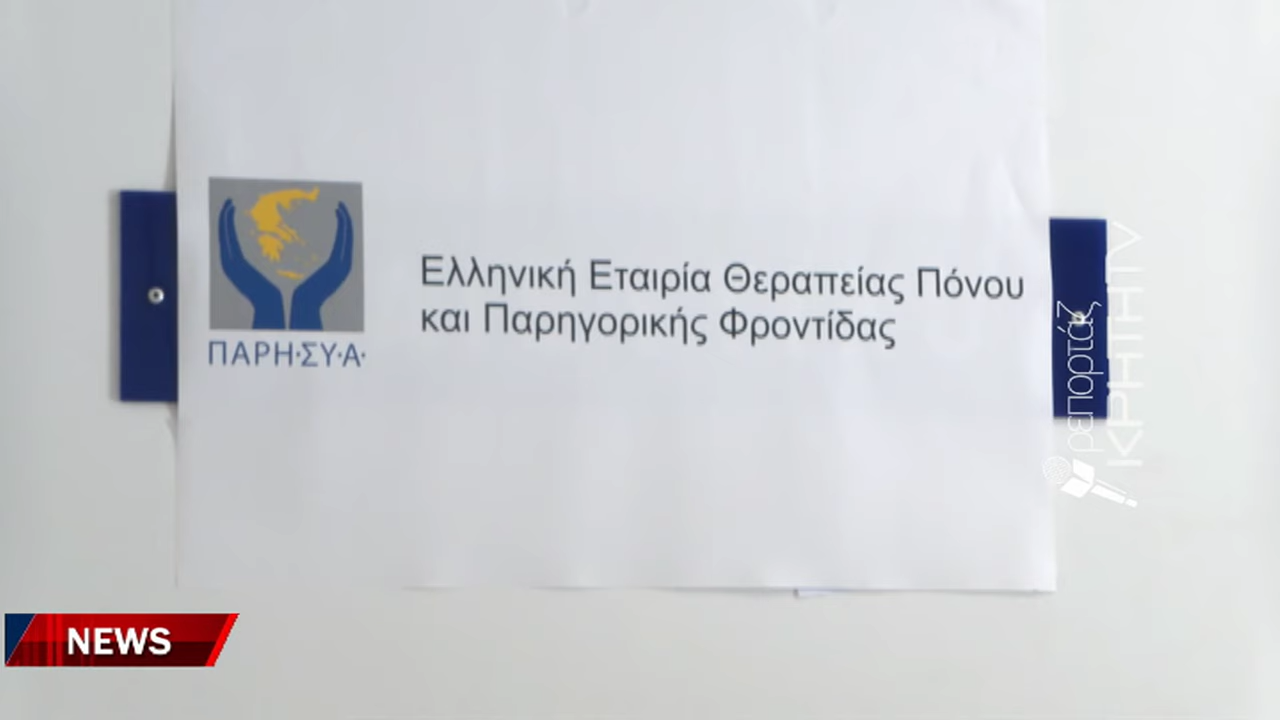 Ελληνική Εταιρία Θεραπείας Πόνου
και Παρηγορικής Φροντίδας
ΠΑΡΗ·ΣΥ·Α·
ρεπορτάζ
ΚΡΗΤΗTV
NEWS